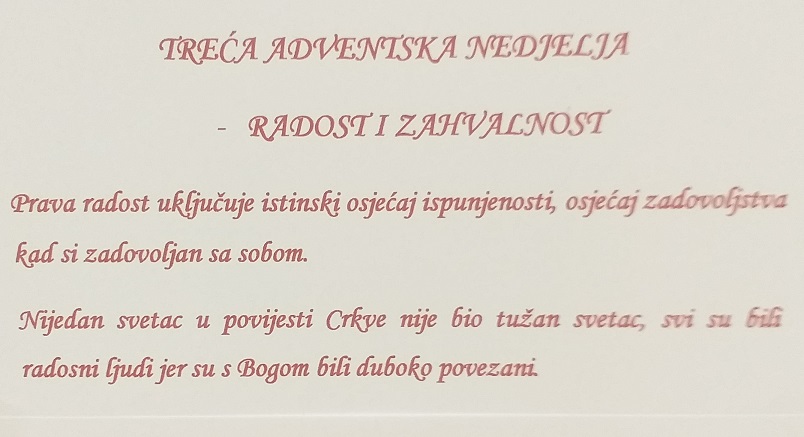 TREĆA ADVENTSKA NEDJELJA
- RADOST I ZAHVALNOST
Prava radost uključuje istinski osjećaj ispunjenosti, osjećaj zadovoljstva
kad si zadovoljan sa sobom.
Nijedan svetac u povijesti Crkve nije bio tužan svetac, svi su bili
radosni ljudi jer su s Bogom bili duboko povezani.